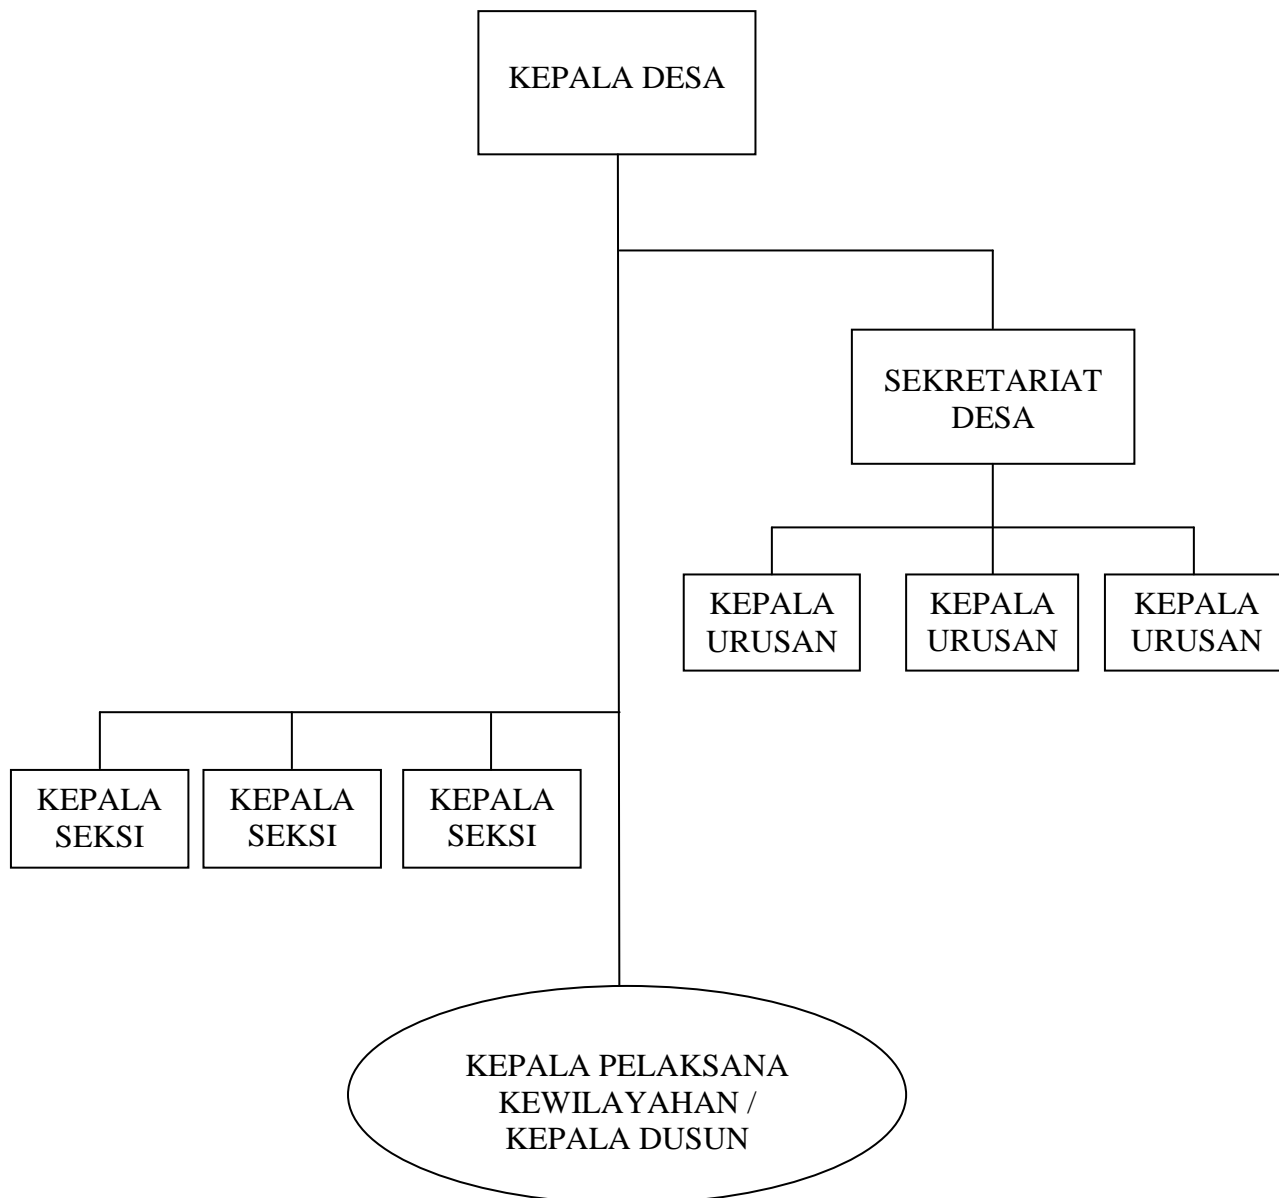 KEPALA DESA
SEKRETARIAT
DESA
KEPALA
URUSAN
KEPALA
URUSAN
KEPALA
URUSAN
KEPALA
SEKSI
KEPALA
SEKSI
KEPALA
SEKSI
KEPALA PELAKSANA
KEWILAYAHAN /
KEPALA DUSUN